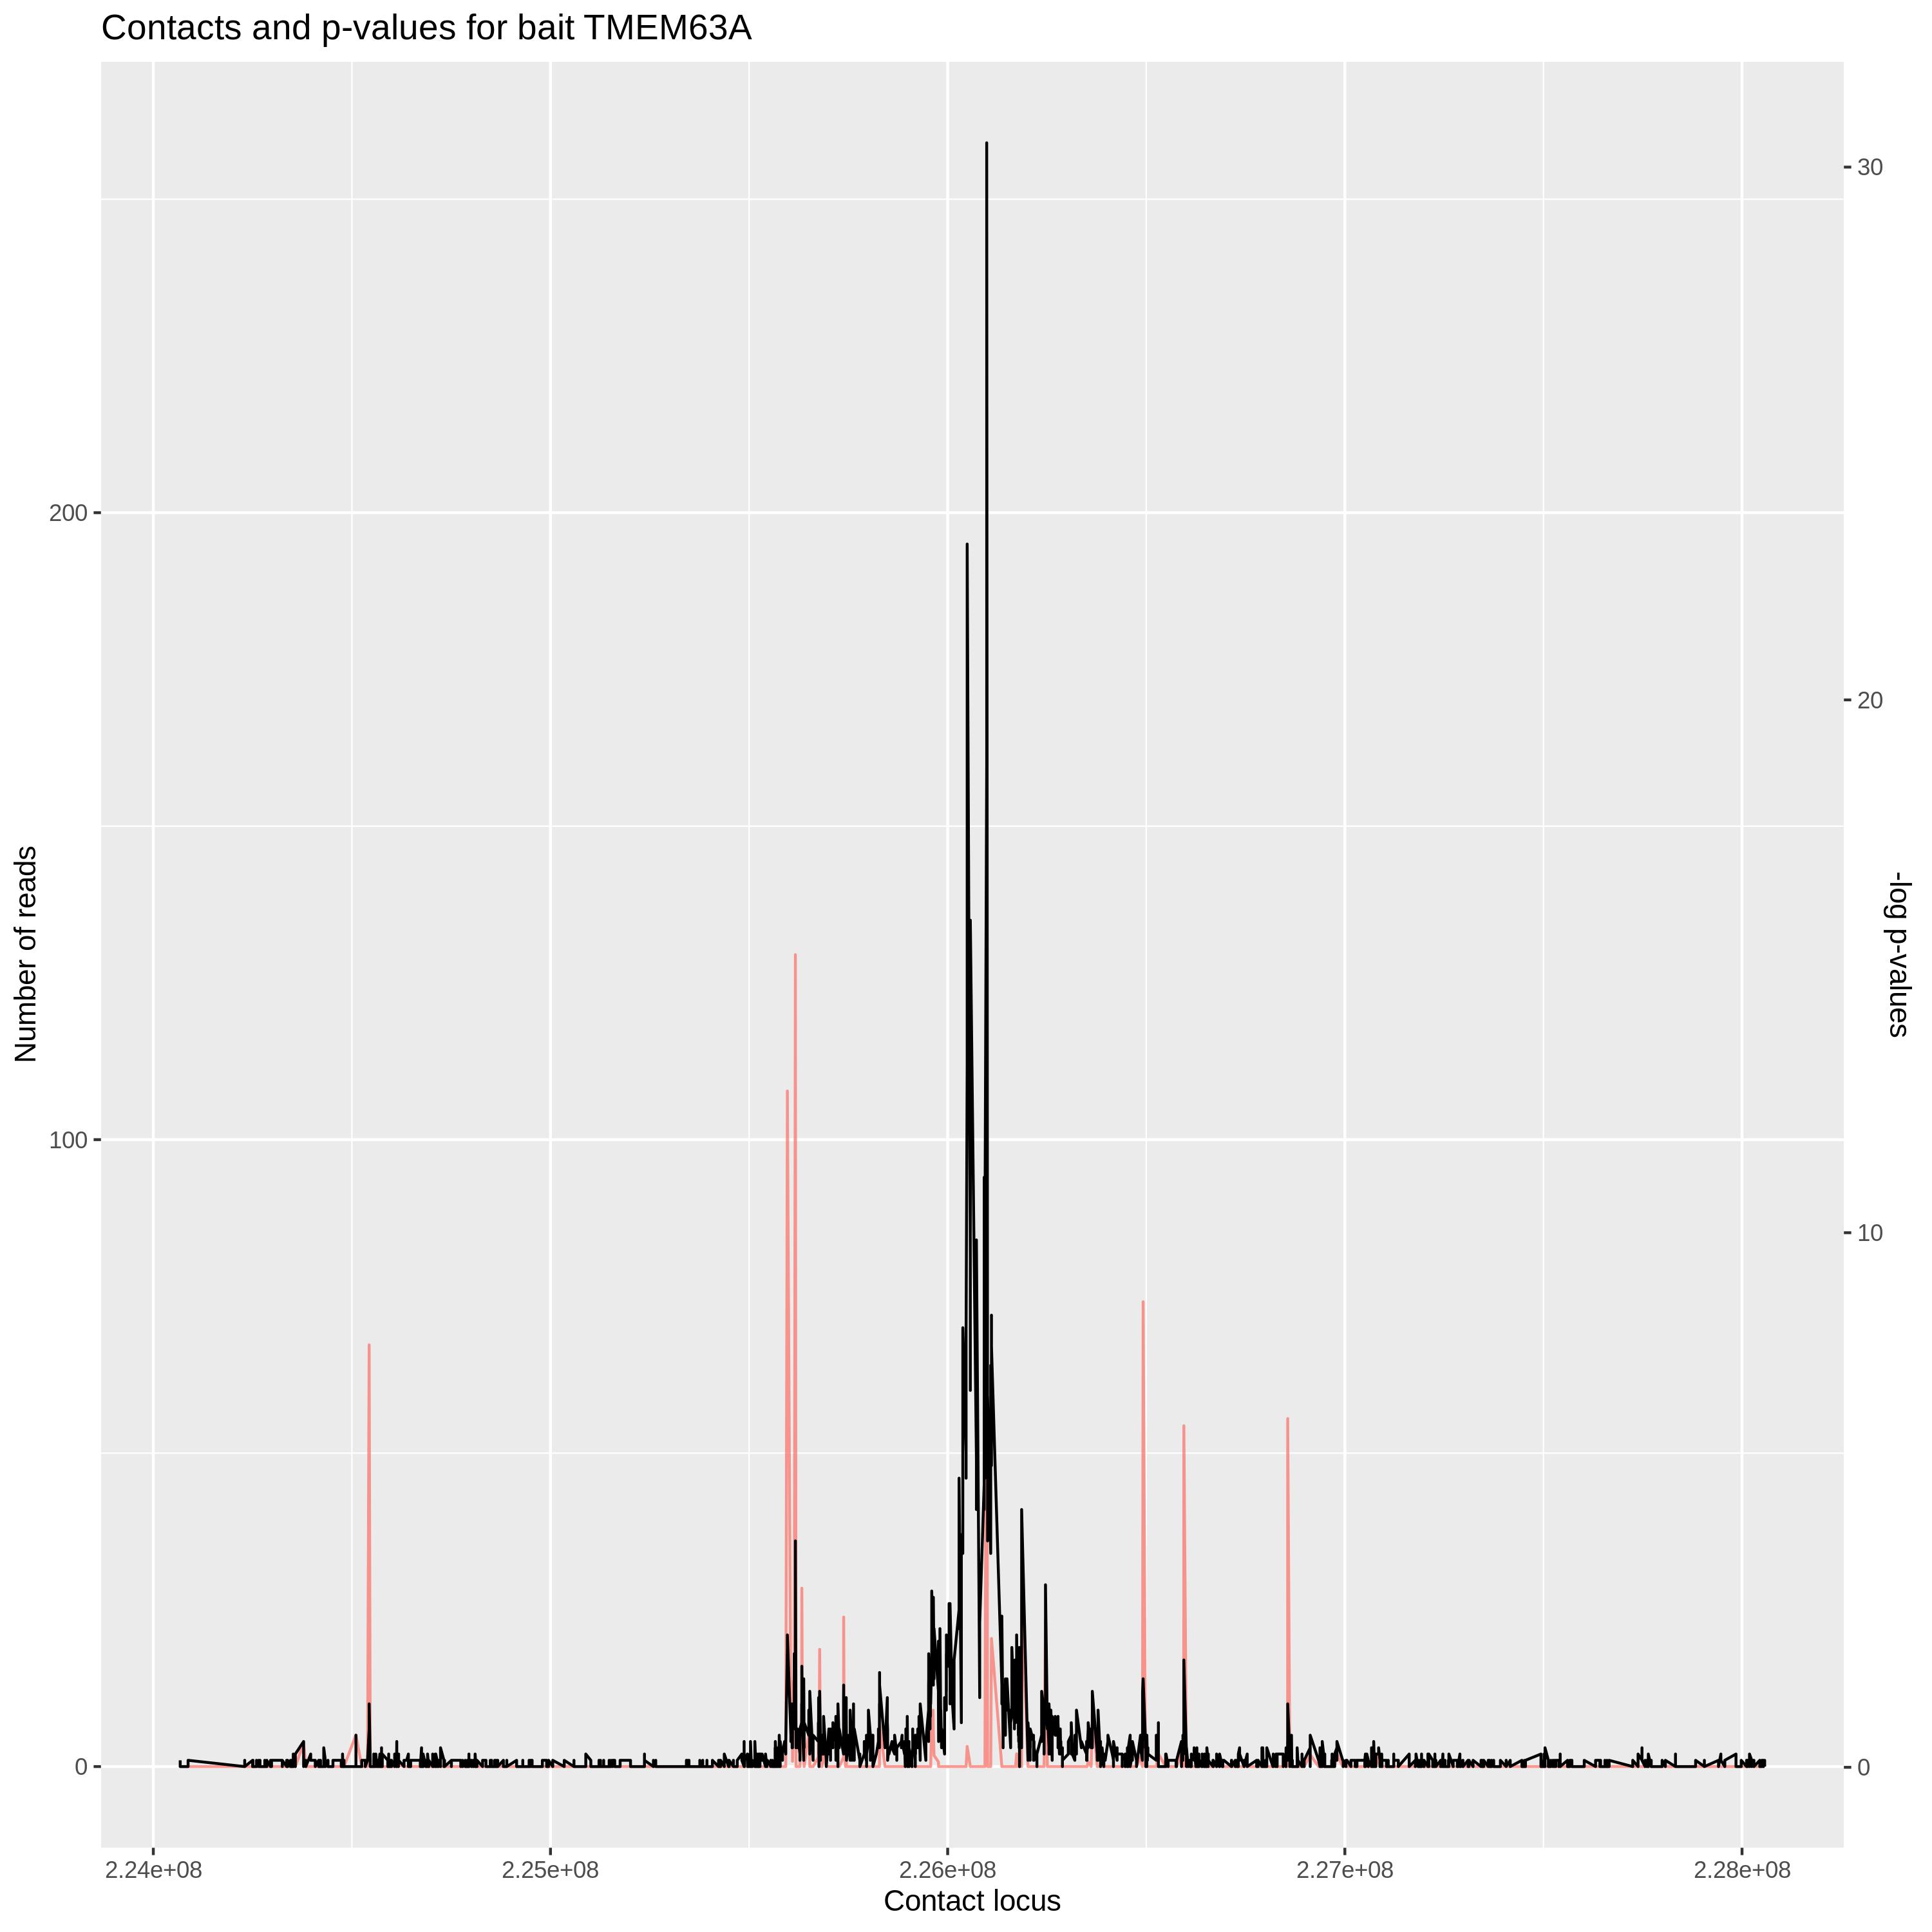 Contacts and p-values for bait TMEM63A
30
200
20
Number of reads
-log p-values
10
100
0
0
2.24e+08
2.25e+08
2.26e+08
2.27e+08
2.28e+08
Contact locus